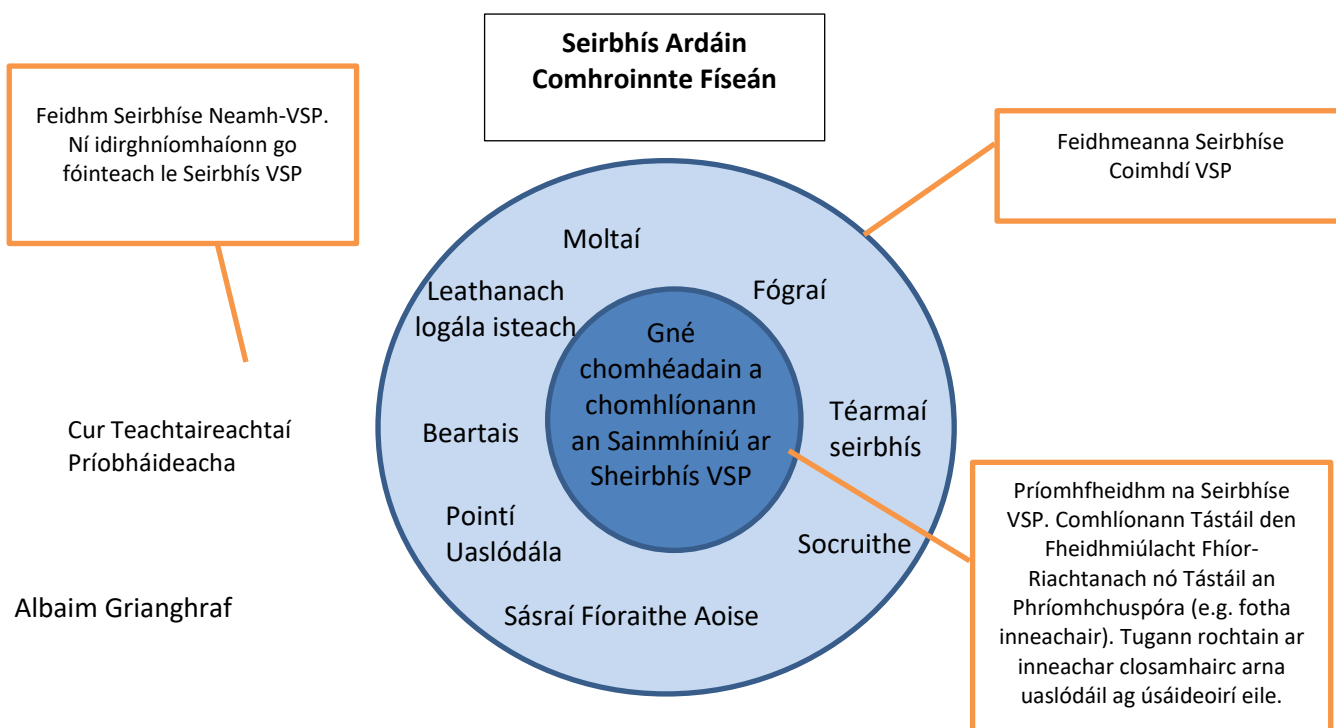 Seirbhís Ardáin
Comhroinnte Físeán
Feidhm Seirbhíse Neamh-VSP.
Ní idirghníomhaíonn go
fóinteach le Seirbhís VSP
Feidhmeanna Seirbhíse
Coimhdí VSP
Moltaí
Leathanach
logála isteach
Fógraí
Gné
chomhéadain a
chomhlíonann
an Sainmhíniú ar
Sheirbhís VSP
Beartais
Téarmaí
seirbhís
Cur Teachtaireachtaí
Príobháideacha
Pointí
Uaslódála
Socruithe
Sásraí Fíoraithe Aoise
Albaim Grianghraf
Príomhfheidhm na Seirbhíse
VSP. Comhlíonann Tástáil den
Fheidhmiúlacht Fhíor-
Riachtanach nó Tástáil an
Phríomhchuspóra (e.g. fotha
inneachair). Tugann rochtain ar
inneachar closamhairc arna
uaslódáil ag úsáideoirí eile.